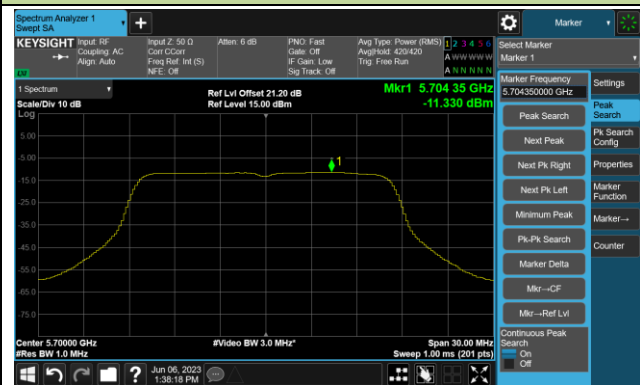 Spectrum Analyzer 1
Swept SA
Marker
KEYSIGHT
Input: RF
Coupling: AC
Align: Auto
Input Z: 50 Ω
Corr CCorr
Freq Ref: Int (S)
NFE: Off
Atten: 6 dB
PNO: Fast
Gate: Off
IF Gain: Low
Sig Track: Off
Avg Type: Power (RMS)
Avg|Hold: 420/420
Trig: Free Run
1 2 3 4 5 6
A W W W W W
A N N N N N
Select Marker
Marker 1
1 Spectrum
Scale/Div 10 dB
Log
Ref Lvl Offset 21.20 dB
Ref Level 15.00 dBm
Mkr1 5.704 35 GHz
-11.330 dBm
5.00
-5.00
-15.0
-25.0
-35.0
-45.0
-55.0
-65.0
-75.0
1
Center 5.70000 GHz
#Res BW 1.0 MHz
#Video BW 3.0 MHz*
Span 30.00 MHz
Sweep 1.00 ms (201 pts)
Marker Frequency
5.704350000 GHz
Peak Search
Next Peak
Next Pk Right
Next Pk Left
Minimum Peak
Pk-Pk Search
Marker Delta
Mkr→CF
Mkr→Ref Lvl
Continuous Peak
Search
On
Off
Settings
Peak
Search
Pk Search
Config
Properties
Marker
Function
Marker→
Counter
Jun 06, 2023
1:38:18 PM